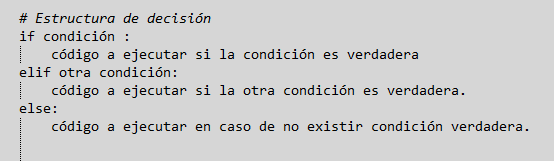 # Estructura de decisión
if condición :
código a ejecutar si la condición es verdadera
elif otra condición:
código a ejecutar si la otra condición es verdadera.
else:
código a ejecutar en caso de no existir condición verdadera.